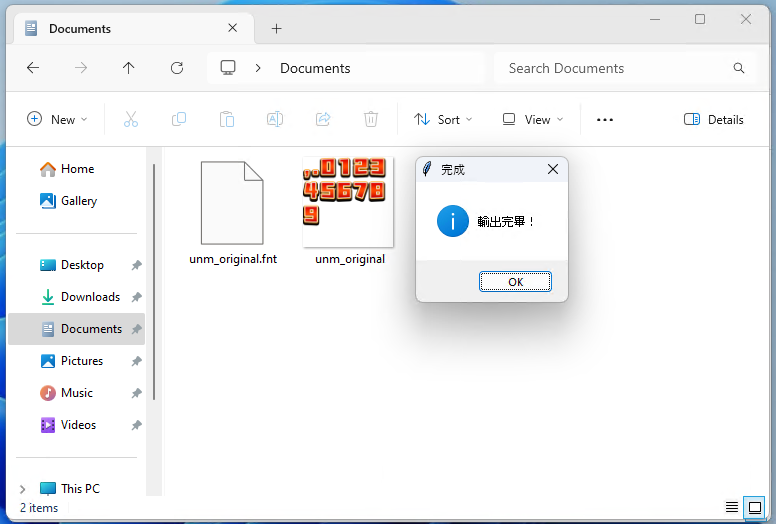 Documents
Documents
Search Documents
New
Sort
View
Details
Home
Gallery
Desktop
Downloads
Documents
Pictures
Music
Videos
This PC
,.0123
45678
9
unm_original.fnt
unm_original
完成
輸出完畢！
OK
2 items